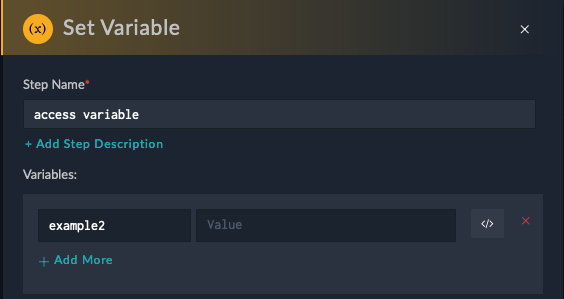 (x) Set Variable ×
Step Name*
access variable
+ Add Step Description
Variables:
example2 Value </> ×
+ Add More